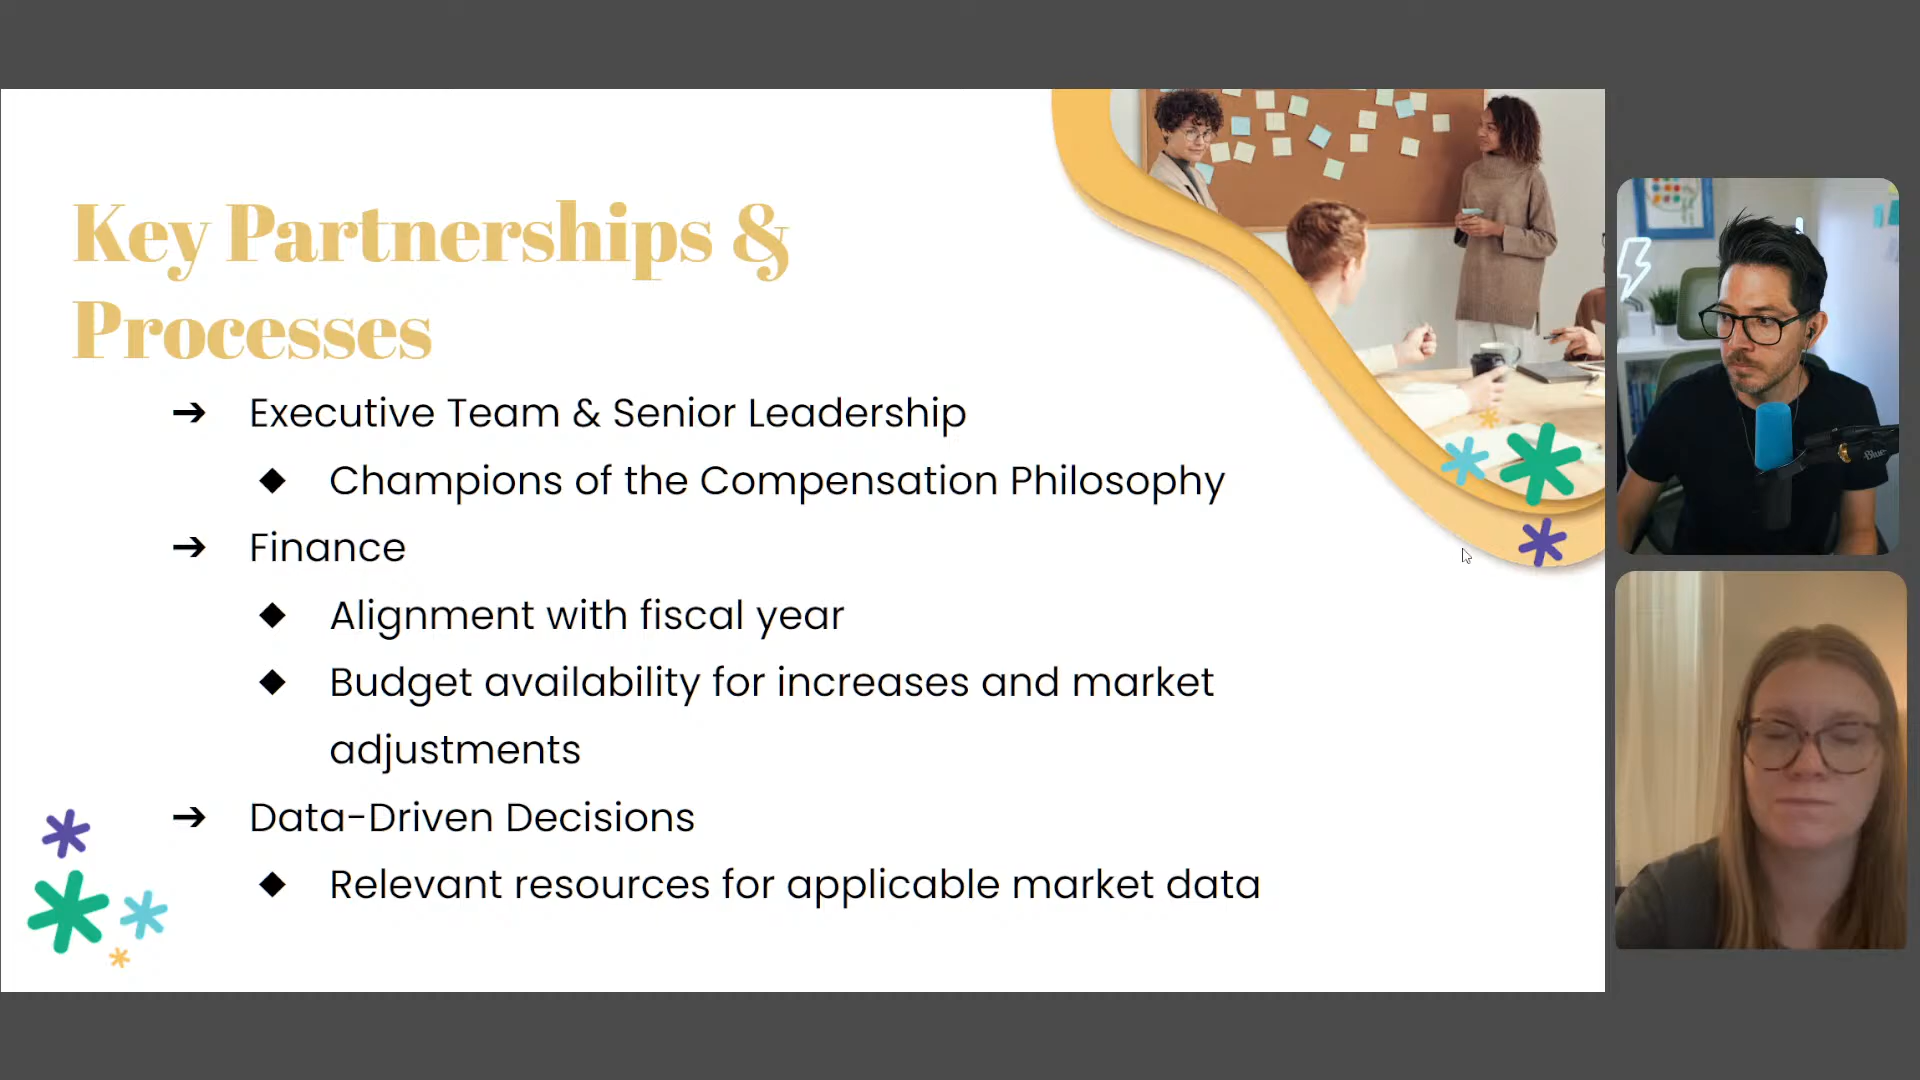 Key Partnerships &
Processes
➔ Executive Team & Senior Leadership
◆ Champions of the Compensation Philosophy
➔ Finance
◆ Alignment with fiscal year
◆ Budget availability for increases and market
adjustments
➔ Data-Driven Decisions
◆ Relevant resources for applicable market data
Blue